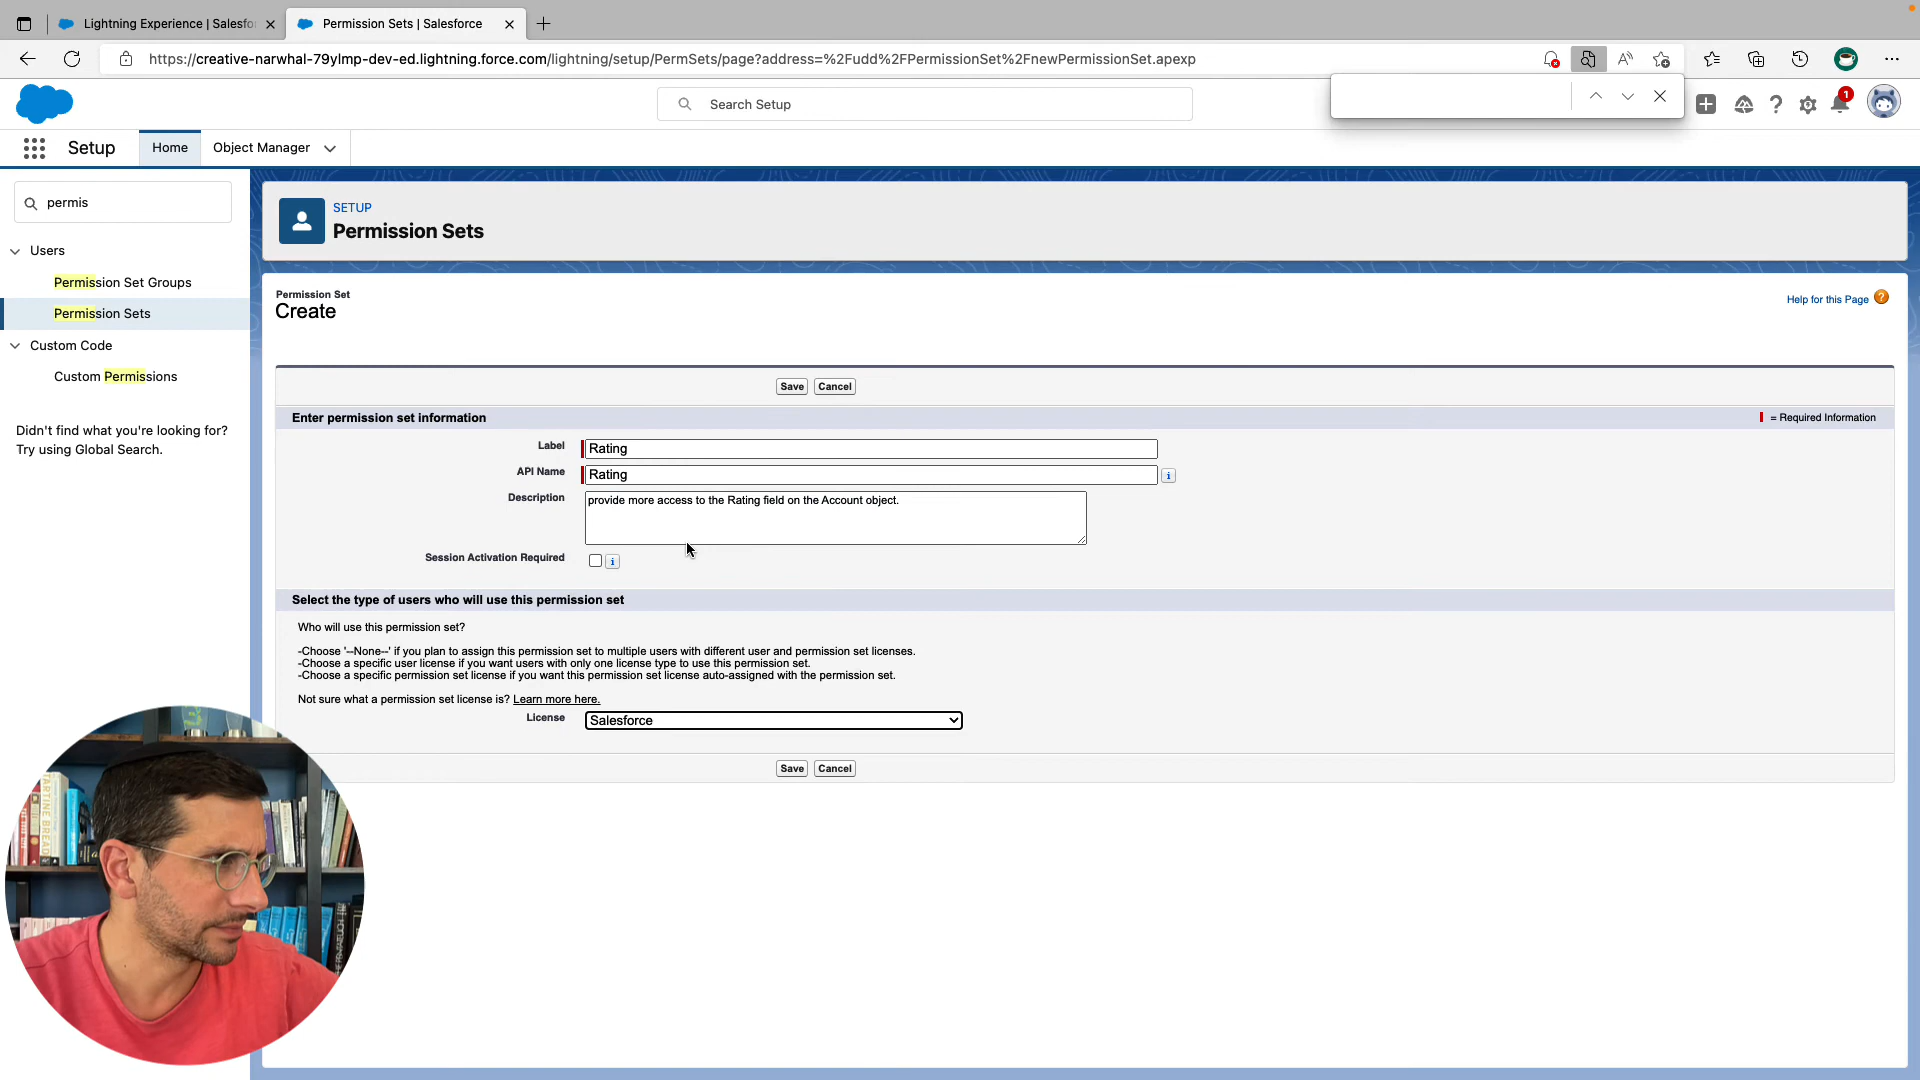 Lightning Experience | Salesfo
Permission Sets | Salesforce
https://creative-narwhal-79ylmp-dev-ed.lightning.force.com/lightning/setup/PermSets/page?address=%2Fudd%2FPermissionSet%2FnewPermissionSet.apexp
Search Setup
1
Setup
Home
Object Manager
permis
Users
Permission Set Groups
Permission Sets
Custom Code
Custom Permissions
Didn't find what you're looking for?
Try using Global Search.
SETUP
Permission Sets
Permission Set
Create
Help for this Page
Save
Cancel
Enter permission set information
= Required Information
Label
Rating
API Name
Rating
Description
provide more access to the Rating field on the Account object.
Session Activation Required
Select the type of users who will use this permission set
Who will use this permission set?
-Choose '--None--' if you plan to assign this permission set to multiple users with different user and permission set licenses.
-Choose a specific user license if you want users with only one license type to use this permission set.
-Choose a specific permission set license if you want this permission set license auto-assigned with the permission set.
Not sure what a permission set license is? Learn more here.
License
Salesforce
Save
Cancel